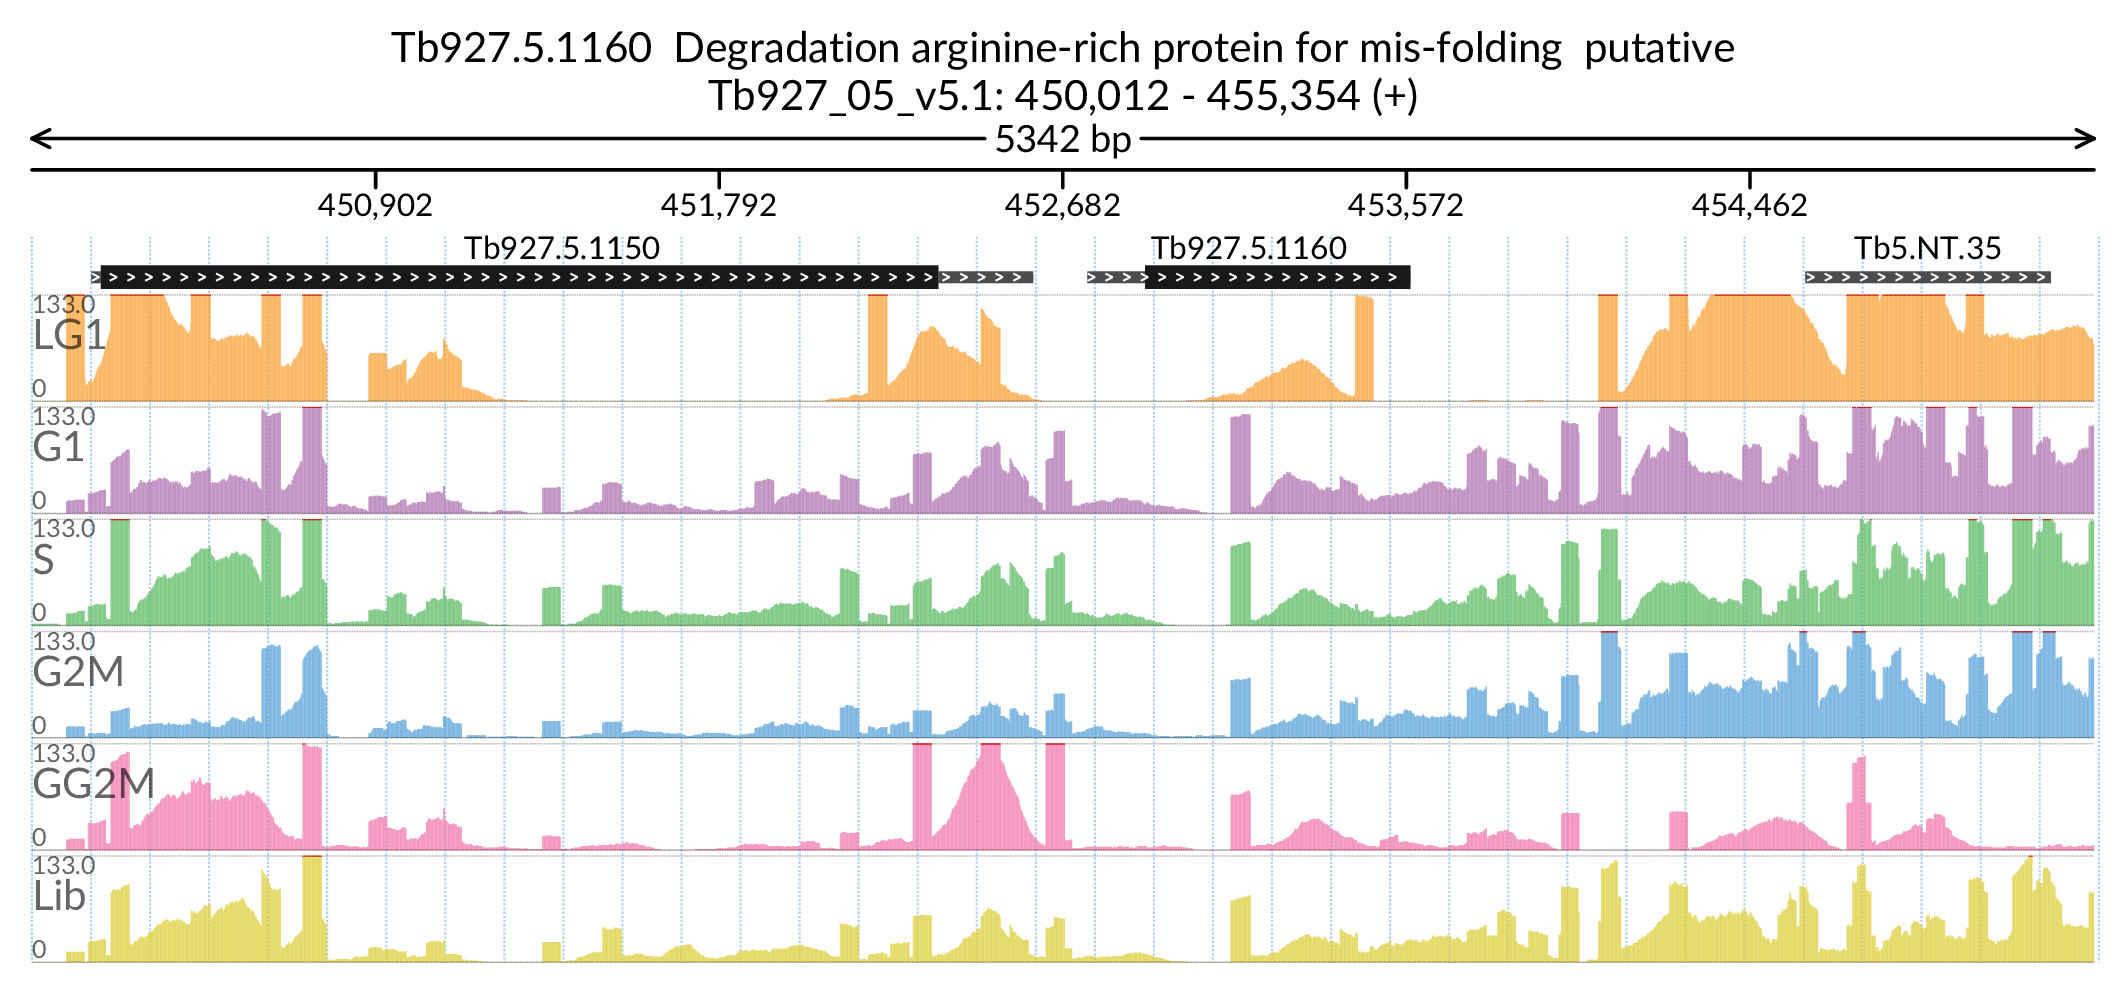 Tb927.5.1160  Degradation arginine-rich protein for mis-folding  putative
Tb927_05_v5.1: 450,012 - 455,354 (+)
5342 bp
450,902 451,792 452,682 453,572 454,462
Tb927.5.1150 Tb927.5.1160 Tb5.NT.35
133.0
LG1
0
133.0
G1
0
133.0
S
0
133.0
G2M
0
133.0
GG2M
0
133.0
Lib
0